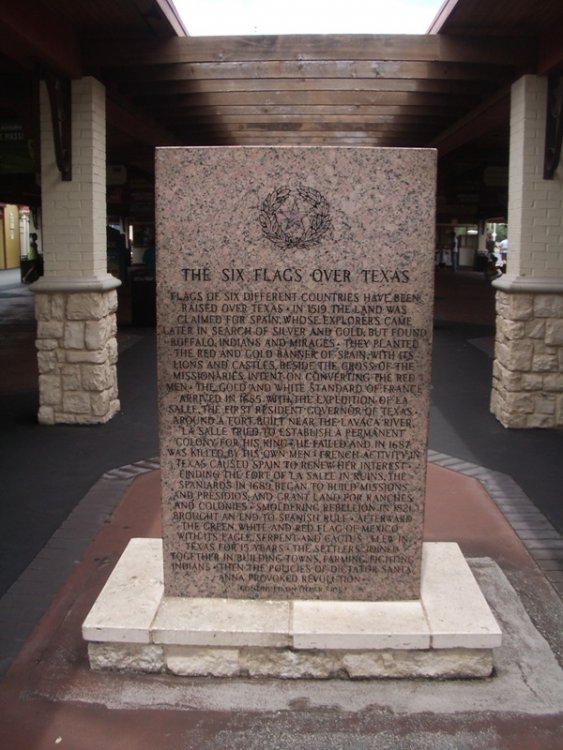 THE SIX FLAGS OVER TEXAS
FLAGS OF SIX DIFFERENT COUNTRIES HAVE BEEN
RAISED OVER TEXAS • IN 1519 THE LAND WAS
CLAIMED FOR SPAIN, WHOSE EXPLORERS CAME
LATER IN SEARCH OF SILVER AND GOLD, BUT FOUND
BUFFALO, INDIANS AND MIRAGES • THEY PLANTED
THE RED AND GOLD BANNER OF SPAIN, WITH ITS
LIONS AND CASTLES, BESIDE THE CROSS OF THE
MISSIONARIES INTENT ON CONVERTING THE RED
MEN • THE GOLD AND WHITE STANDARD OF FRANCE
ARRIVED IN 1685 WITH THE EXPEDITION OF LA
SALLE, THE FIRST RESIDENT GOVERNOR OF TEXAS
AROUND A FORT BUILT NEAR THE LAVACA RIVER,
LA SALLE TRIED TO ESTABLISH A PERMANENT
COLONY FOR HIS KING • HE FAILED AND IN 1687
WAS KILLED BY HIS OWN MEN • FRENCH ACTIVITY IN
TEXAS CAUSED SPAIN TO RENEW HER INTEREST •
FINDING THE FORT OF LA SALLE IN RUINS, THE
SPANIARDS IN 1689 BEGAN TO BUILD MISSIONS
AND PRESIDIOS, AND GRANT LAND FOR RANCHES
AND COLONIES • SMOLDERING REBELLION IN 1821
BROUGHT AN END TO SPANISH RULE • AFTERWARD
THE GREEN, WHITE AND RED FLAG OF MEXICO
WITH ITS EAGLE, SERPENT AND CACTUS FLEW IN
TEXAS FOR 15 YEARS • THE SETTLERS JOINED
TOGETHER IN BUILDING TOWNS, FARMING, FIGHTING
INDIANS • THEN THE POLICIES OF DICTATOR SANTA
ANNA PROVOKED REVOLUTION •